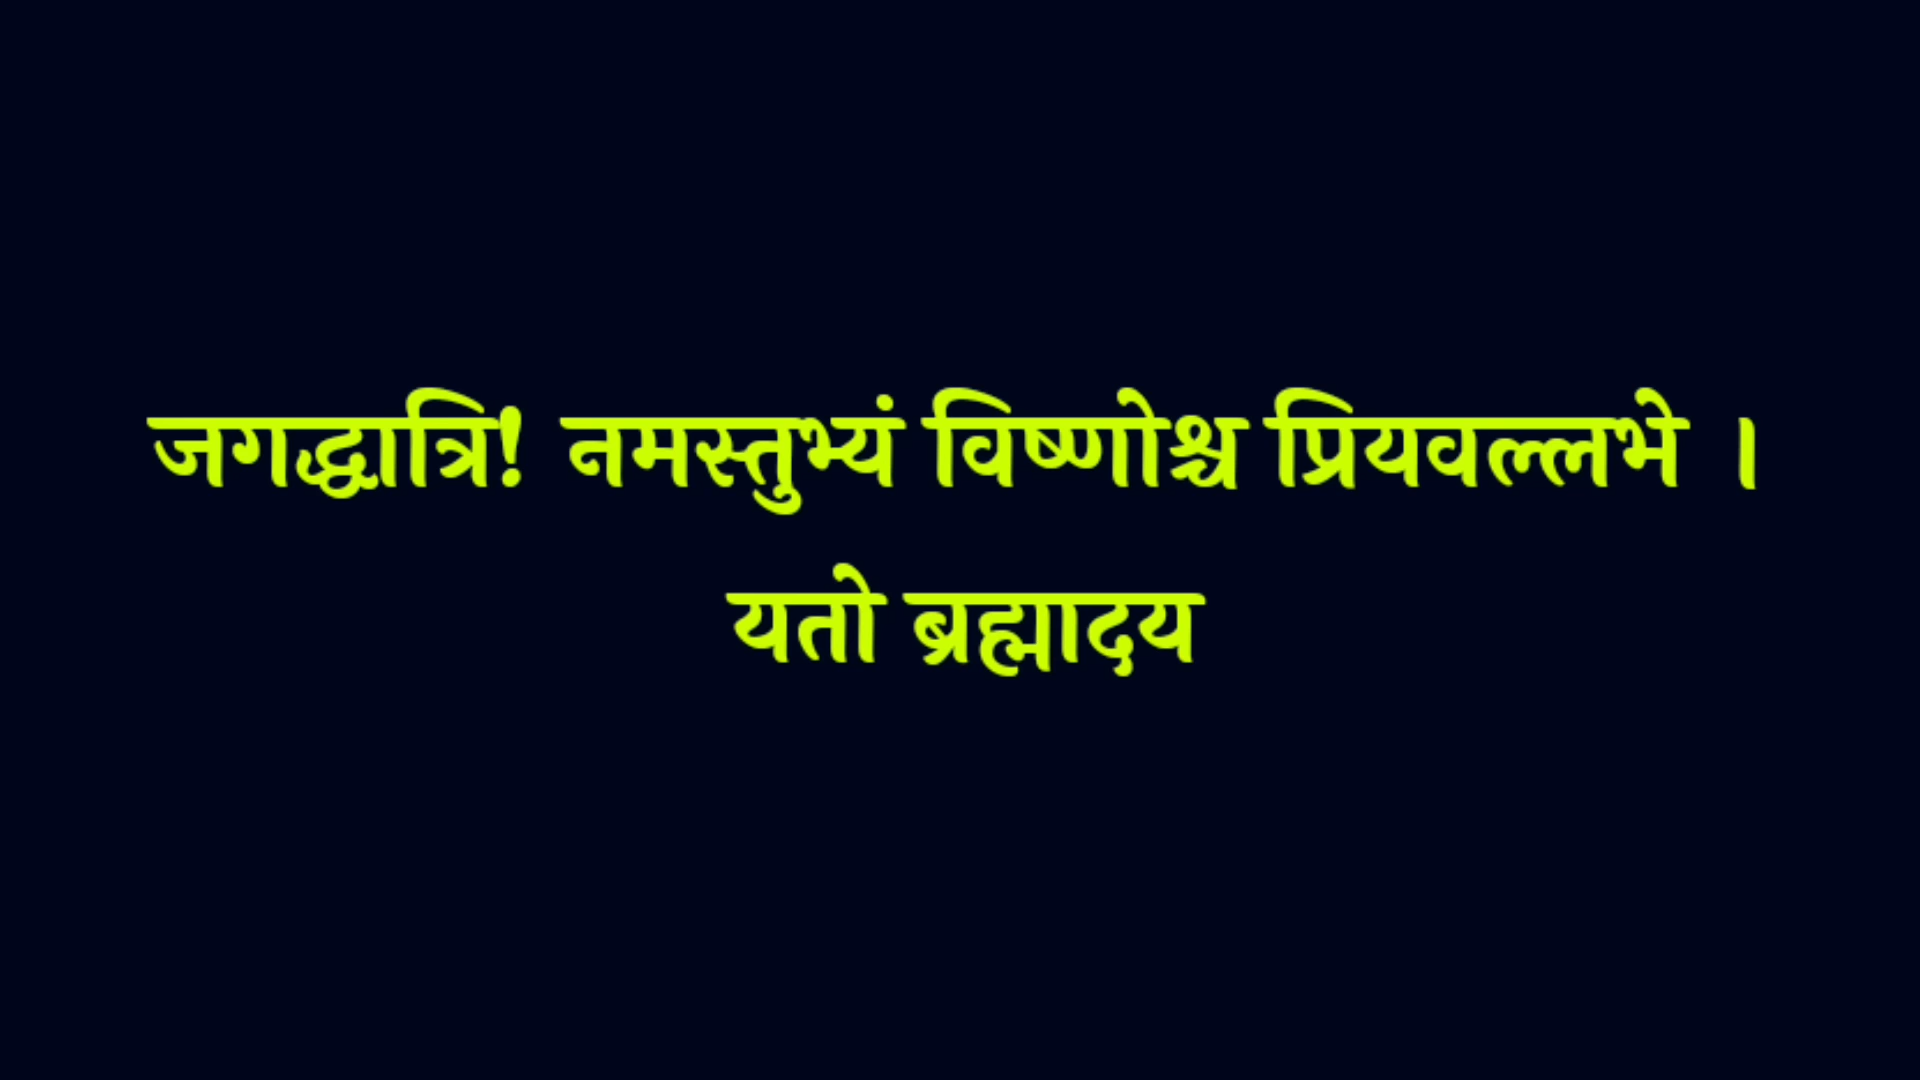 जगद्धात्रि! नमस्तुभ्यं विष्णोश्च प्रियवल्लभे ।
यतो ब्रह्मादय